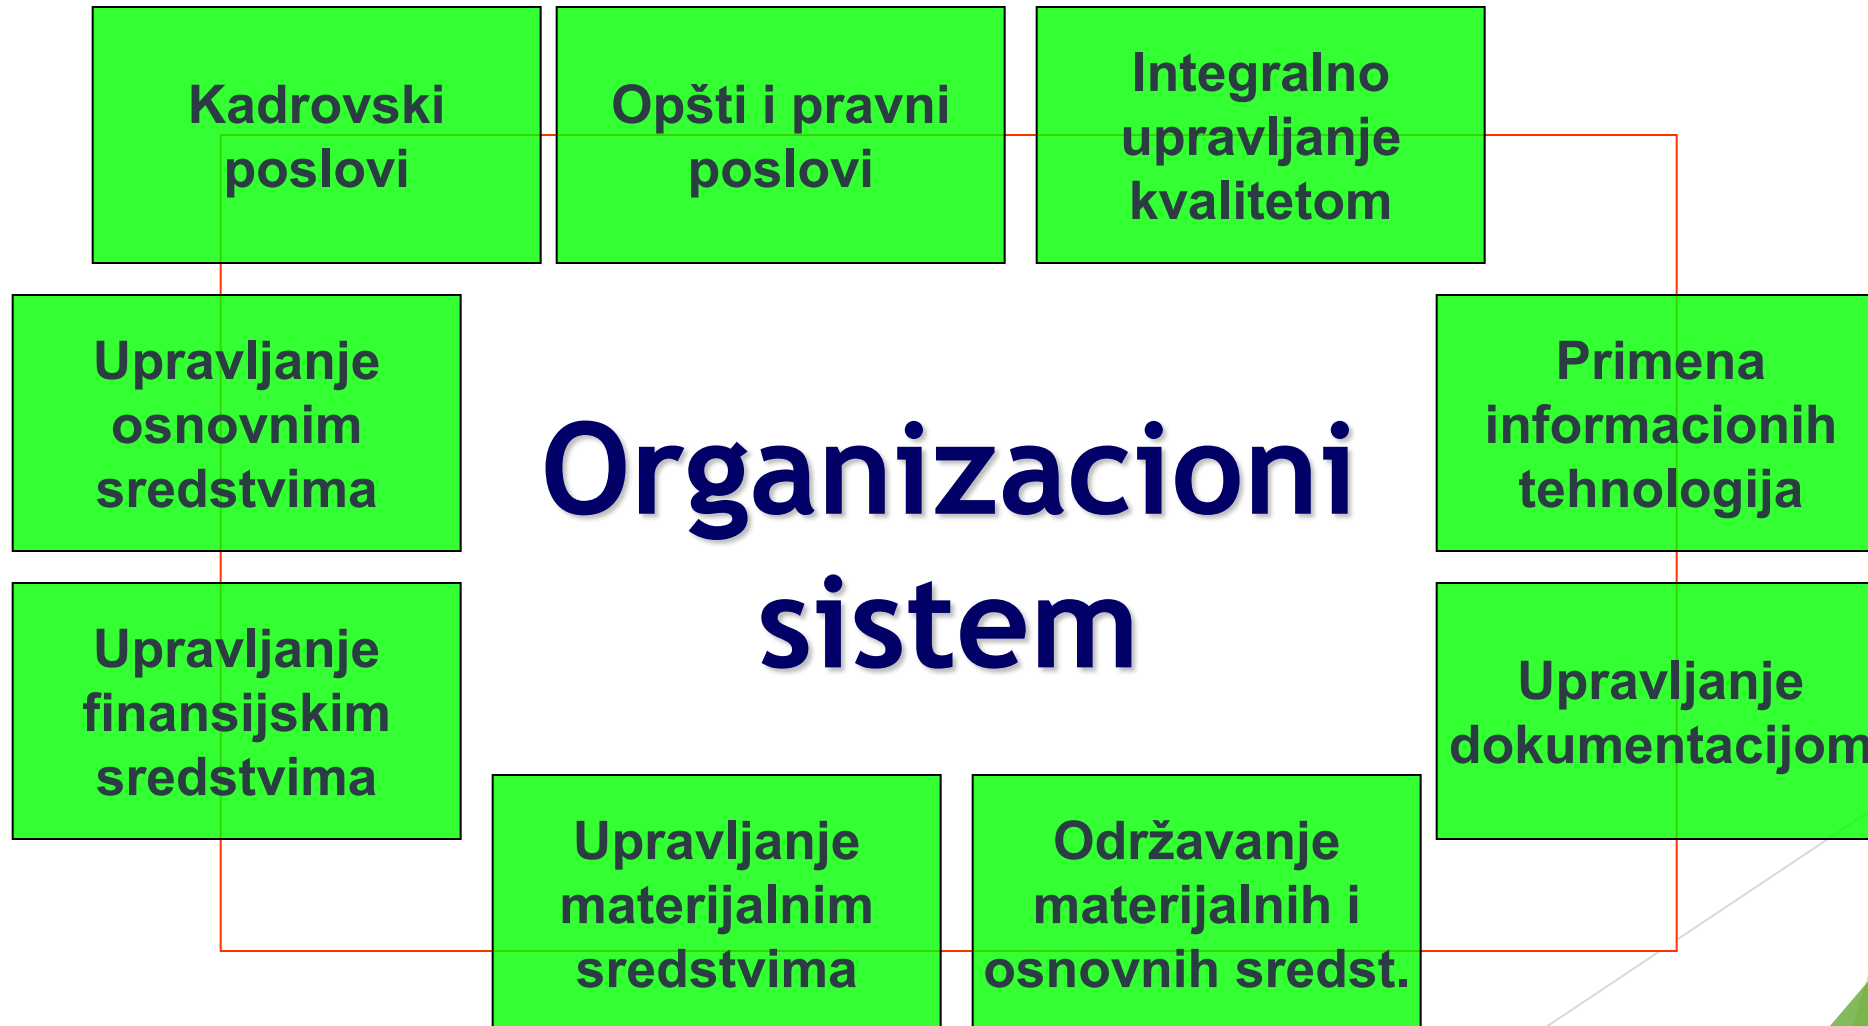 Kadrovski
poslovi
Opšti i pravni
poslovi
Integralno
upravljanje
kvalitetom
Upravljanje
osnovnim
sredstvima
Organizacioni
sistem
Primena
informacionih
tehnologija
Upravljanje
finansijskim
sredstvima
Upravljanje
dokumentacijom
Upravljanje
materijalnim
sredstvima
Održavanje
materijalnih i
osnovnih sredst.